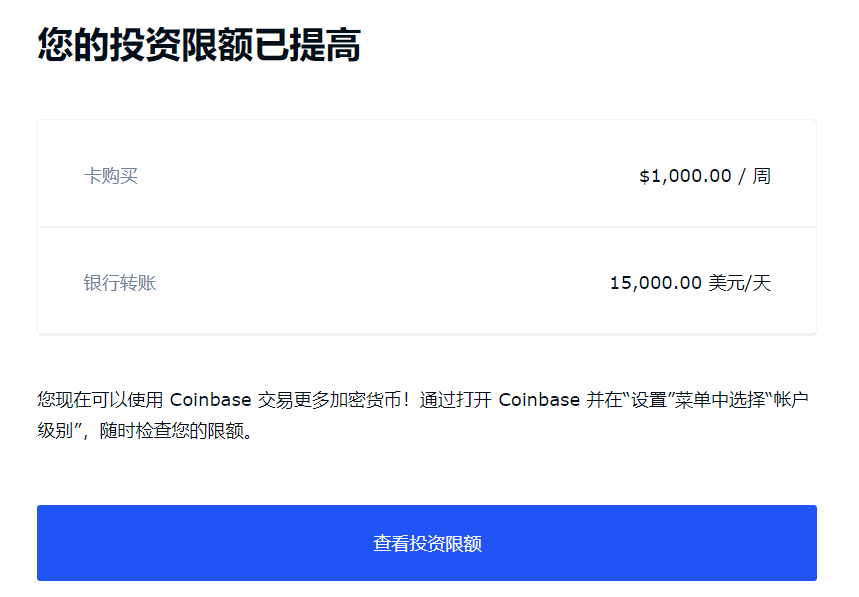 您的投资限额已提高
卡购买
$1,000.00 / 周
银行转账
15,000.00 美元/天
您现在可以使用 Coinbase 交易更多加密货币！通过打开 Coinbase 并在“设置”菜单中选择“帐户
级别”，随时检查您的限额。
查看投资限额